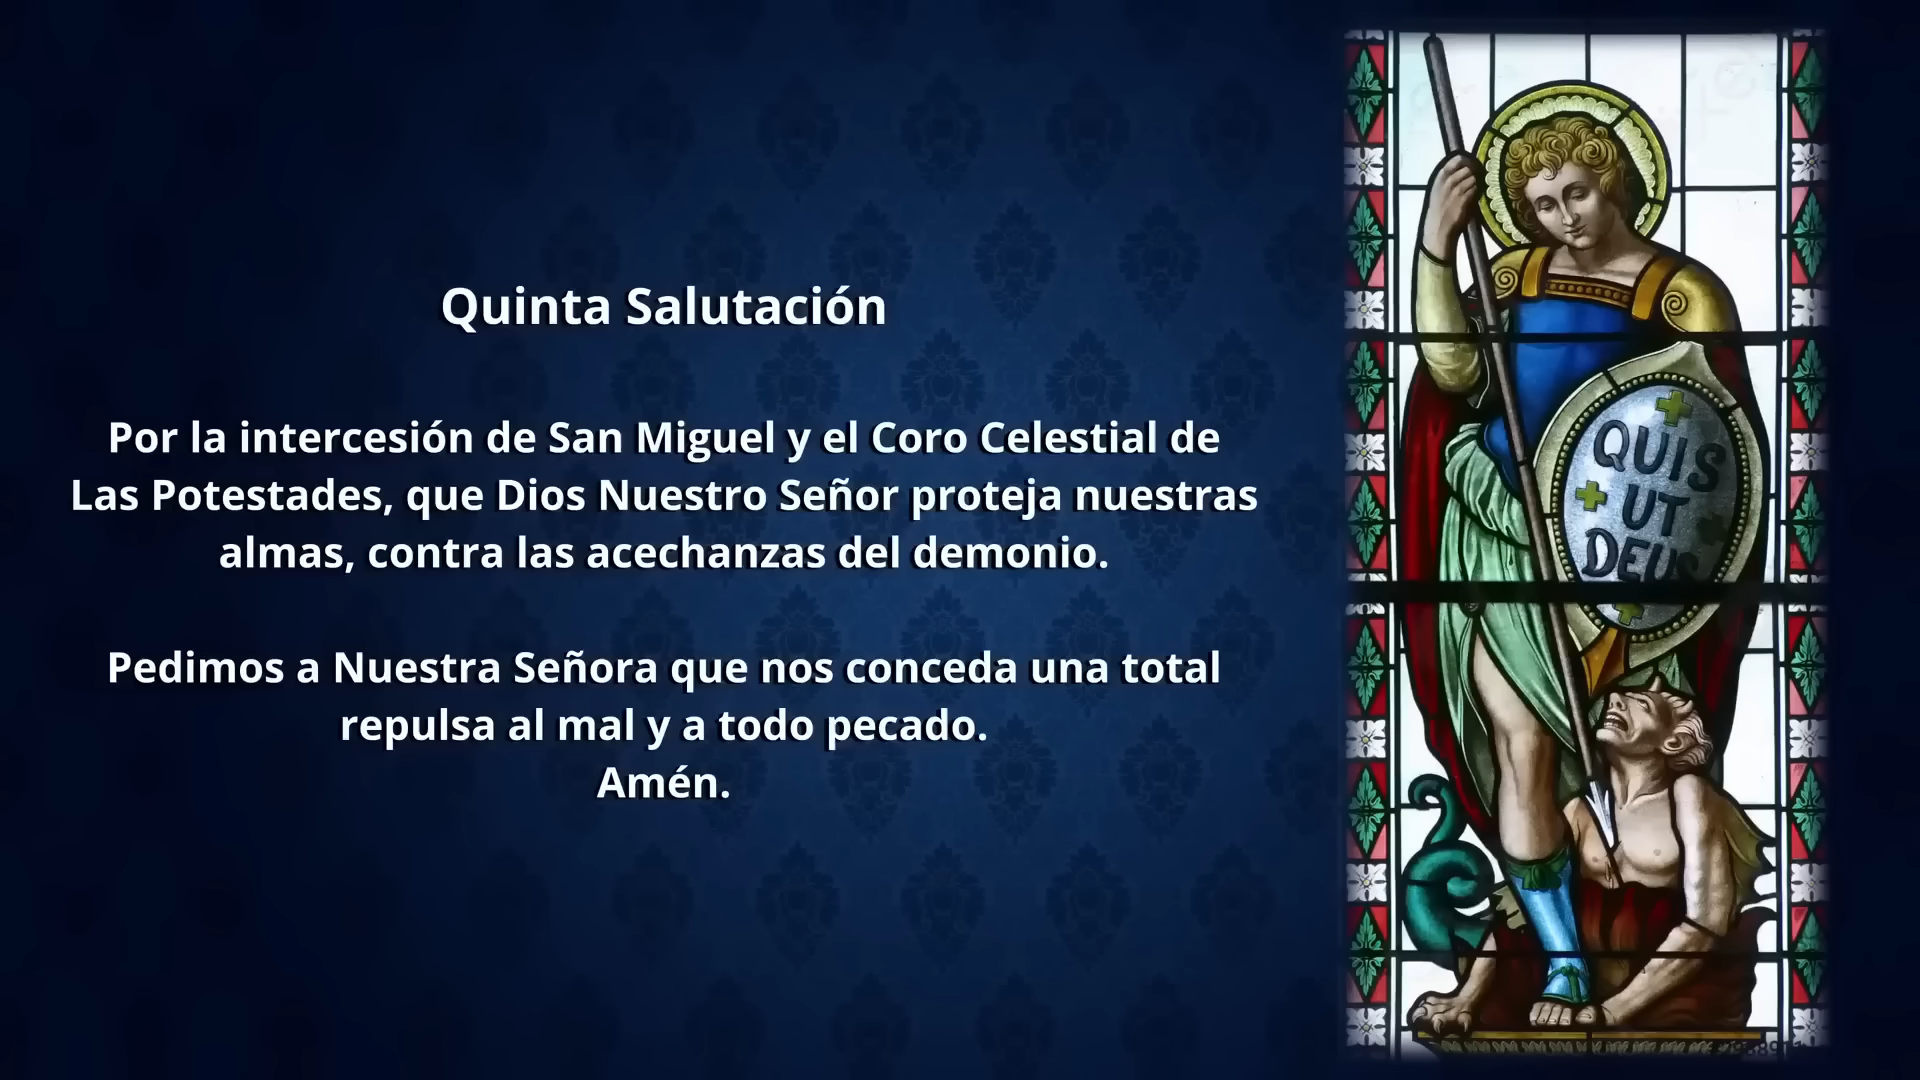 Quinta Salutación
Por la intercesión de San Miguel y el Coro Celestial de
Las Potestades, que Dios Nuestro Señor proteja nuestras
almas, contra las acechanzas del demonio.
Pedimos a Nuestra Señora que nos conceda una total
repulsa al mal y a todo pecado.
Amén.
QUIS
UT
DEUS